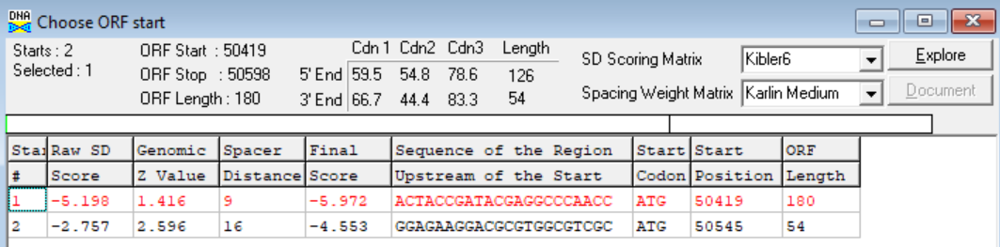 DNA Choose ORF start
Starts : 2 ORF Start : 50419 Cdn 1 Cdn2 Cdn3 Length SD Scoring Matrix Kibler6 Explore
Selected : 1 ORF Stop : 50598 5' End 59.5 54.8 78.6 126
ORF Length : 180 3' End 66.7 44.4 83.3 54 Spacing Weight Matrix Karlin Medium Document
Star Raw SD Genomic Spacer Final Sequence of the Region Start Start ORF
# Score Z Value Distance Score Upstream of the Start Codon Position Length
1 -5.198 1.416 9 -5.972 ACTACCGATACGAGGCCCAACC ATG 50419 180
2 -2.757 2.596 16 -4.553 GGAGAAGGACGCGTGGCGTCGC ATG 50545 54